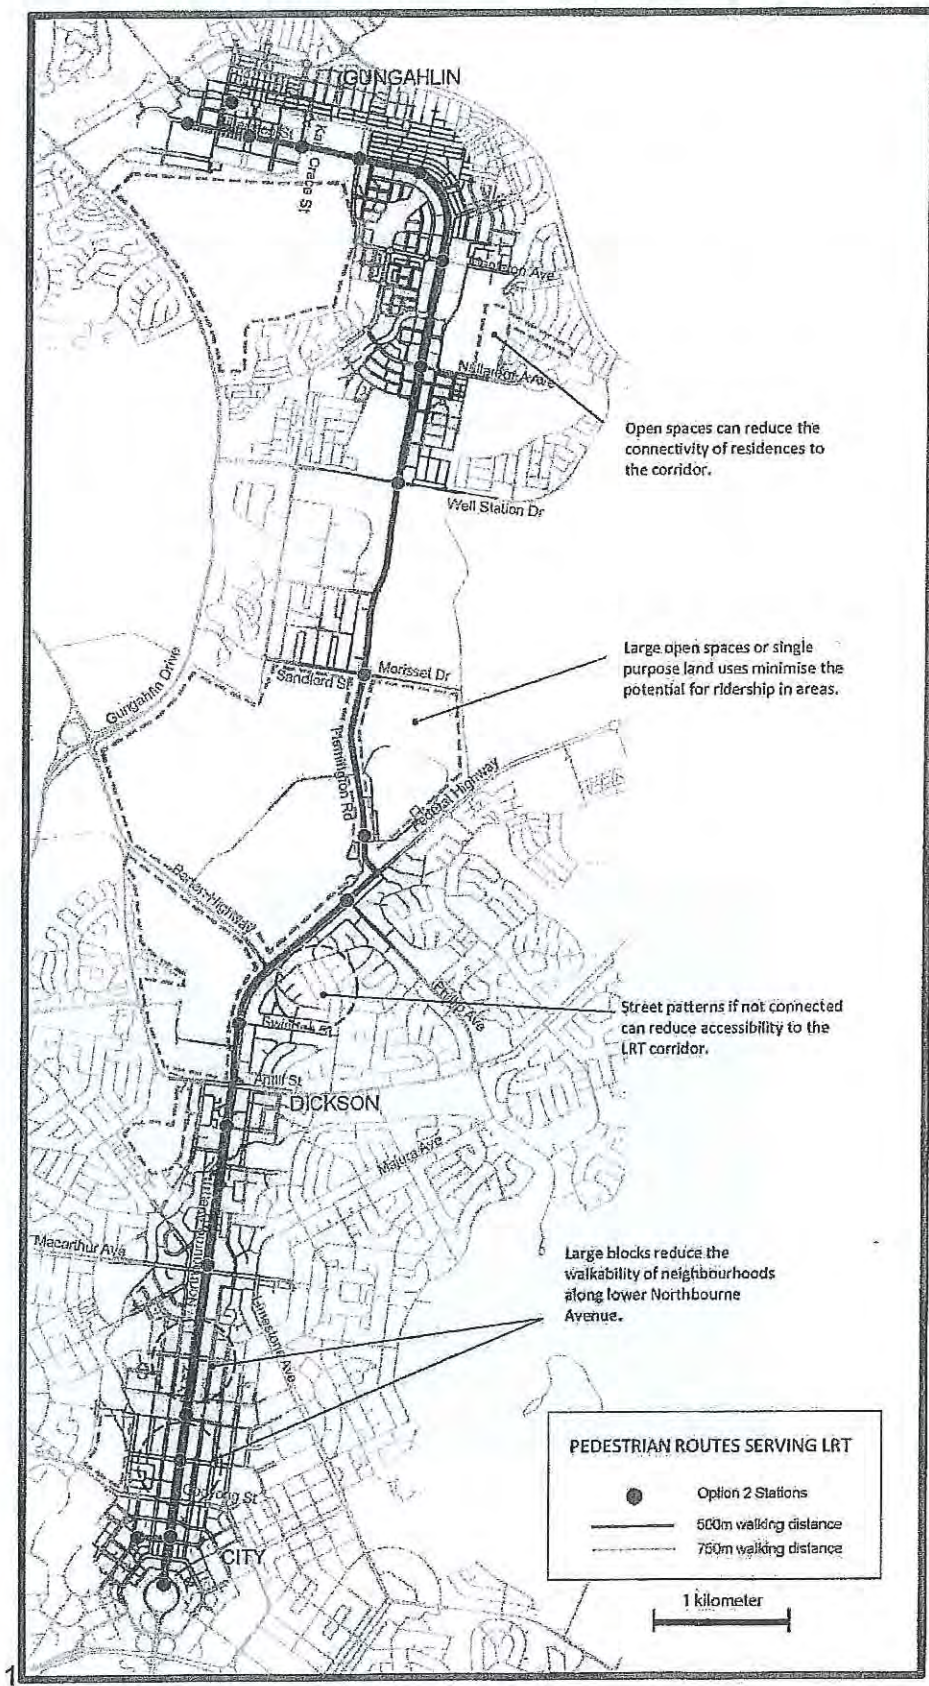 GUNGAHLIN
Crace St
Well Station Dr
Open spaces can reduce the
connectivity of residences to
the corridor.
Large open spaces or single
purpose land uses minimise the
potential for ridership in areas.
Sandford St
Morisset Dr
Gungahlin Drive
Flemington Rd
Federal Highway
Barton Highway
Phillip Ave
Street patterns if not connected
can reduce accessibility to the
LRT corridor.
Antill St
DICKSON
Majura Ave
Macarthur Ave
Northbourne Avenue
Limestone Ave
Large blocks reduce the
walkability of neighbourhoods
along lower Northbourne
Avenue.
Cooyong St
CITY
PEDESTRIAN ROUTES SERVING LRT
Option 2 Stations
500m walking distance
750m walking distance
1 kilometer
1